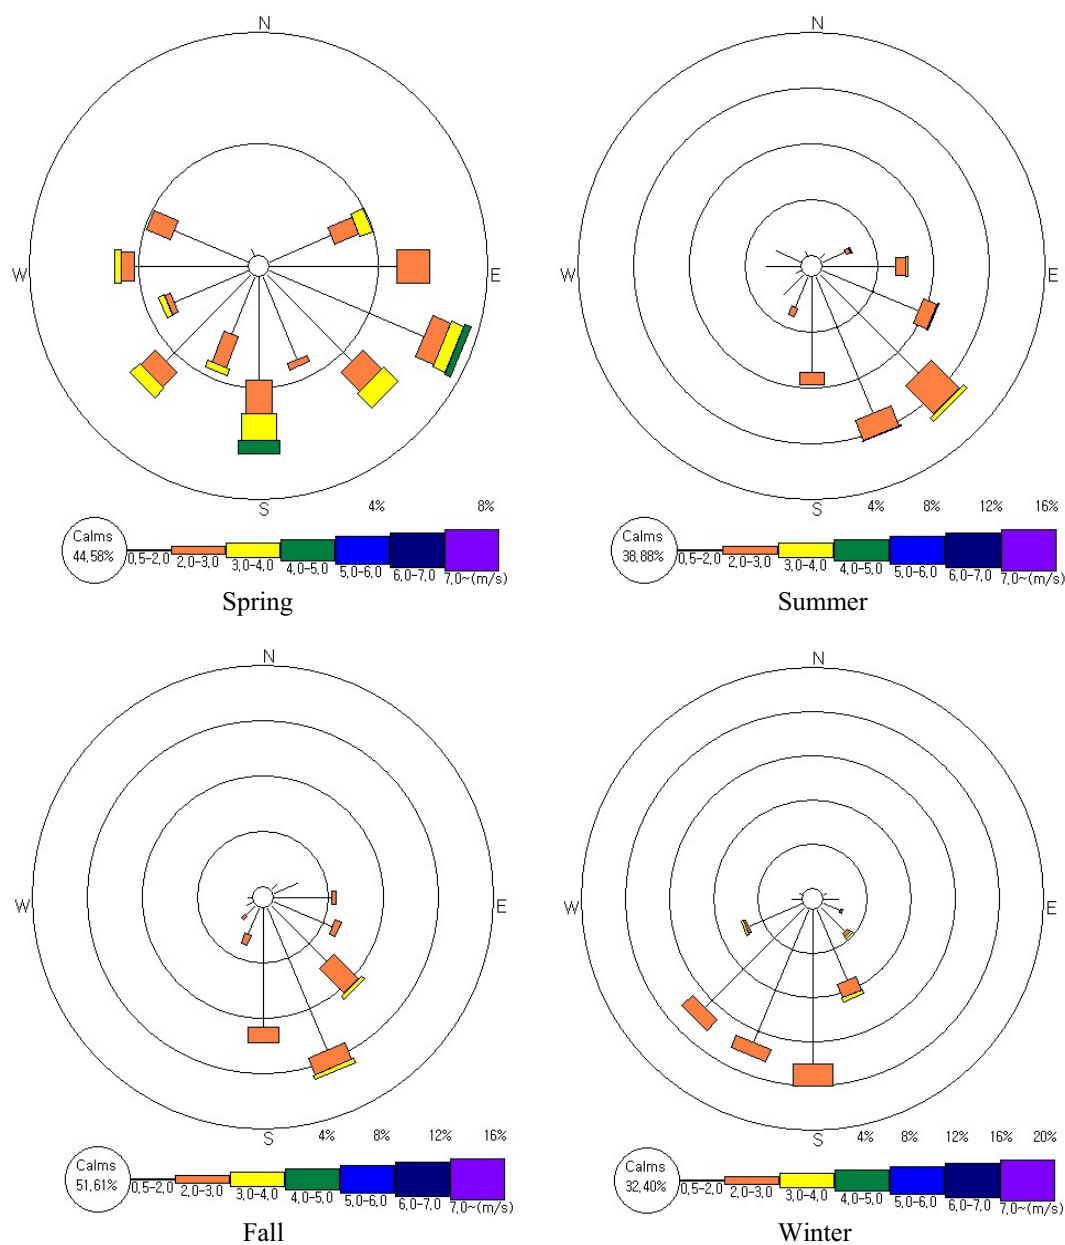 N
N
W
E
W
E
S
4%
8%
S
4%
8%
12%
16%
Calms
44,58%
0,5-2,0
2,0-3,0
3,0-4,0
4,0-5,0
5,0-6,0
6,0-7,0
7,0~(m/s)
Calms
38,88%
0,5-2,0
2,0-3,0
3,0-4,0
4,0-5,0
5,0-6,0
6,0-7,0
7,0~(m/s)
Spring
Summer
N
N
W
E
W
E
S
4%
8%
12%
16%
S
4%
8%
12%
16%
20%
Calms
51,61%
0,5-2,0
2,0-3,0
3,0-4,0
4,0-5,0
5,0-6,0
6,0-7,0
7,0~(m/s)
Calms
32,40%
0,5-2,0
2,0-3,0
3,0-4,0
4,0-5,0
5,0-6,0
6,0-7,0
7,0~(m/s)
Fall
Winter